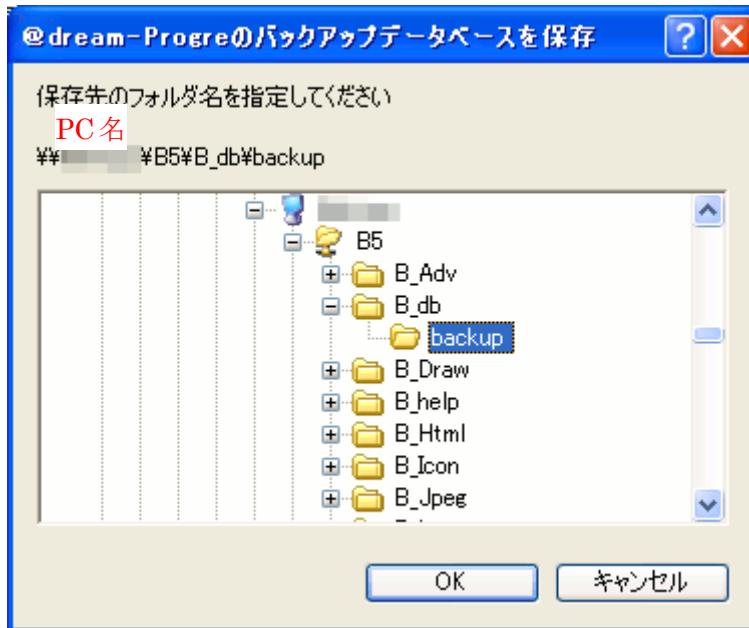 @dream-Progreのバックアップデータベースを保存
保存先のフォルダ名を指定してください
PC名
¥¥ ¥B5¥B_db¥backup
B5
B_Adv
B_db
backup
B_Draw
B_help
B_Html
B_Icon
B_Jpeg
OK
キャンセル